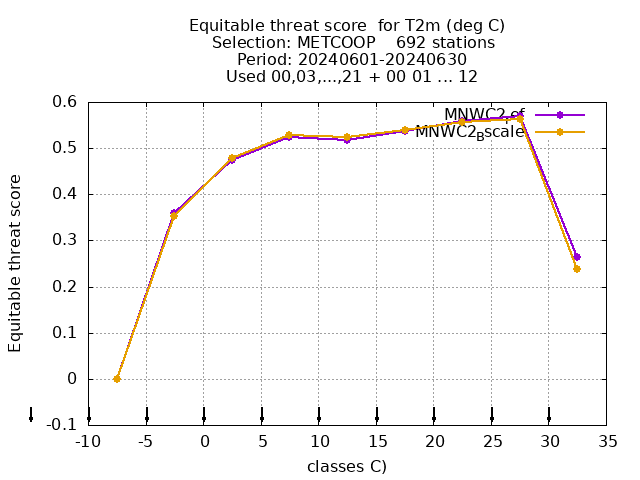 Equitable threat score for T2m (deg C)
Selection: METCOOP 692 stations
Period: 20240601-20240630
Used 00,03,...,21 + 00 01 ... 12
MNWC2
MNWC2_Bscale
Equitable threat score
0.6
0.5
0.4
0.3
0.2
0.1
0
-0.1
-10 -5 0 5 10 15 20 25 30 35
classes C)